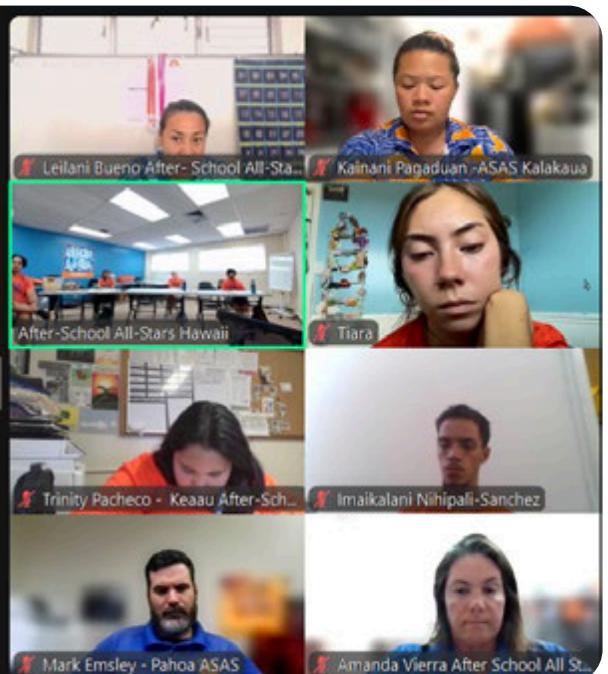 Leilani Bueno After- School All-Sta...
Kainani Pagaduan -ASAS Kalakaua
After-School All-Stars Hawaii
Tiara
Trinity Pacheco - Keaau After-Sch...
Imaikalani Nihipali-Sanchez
Mark Emsley - Pahoa ASAS
Amanda Vierra After School All St...